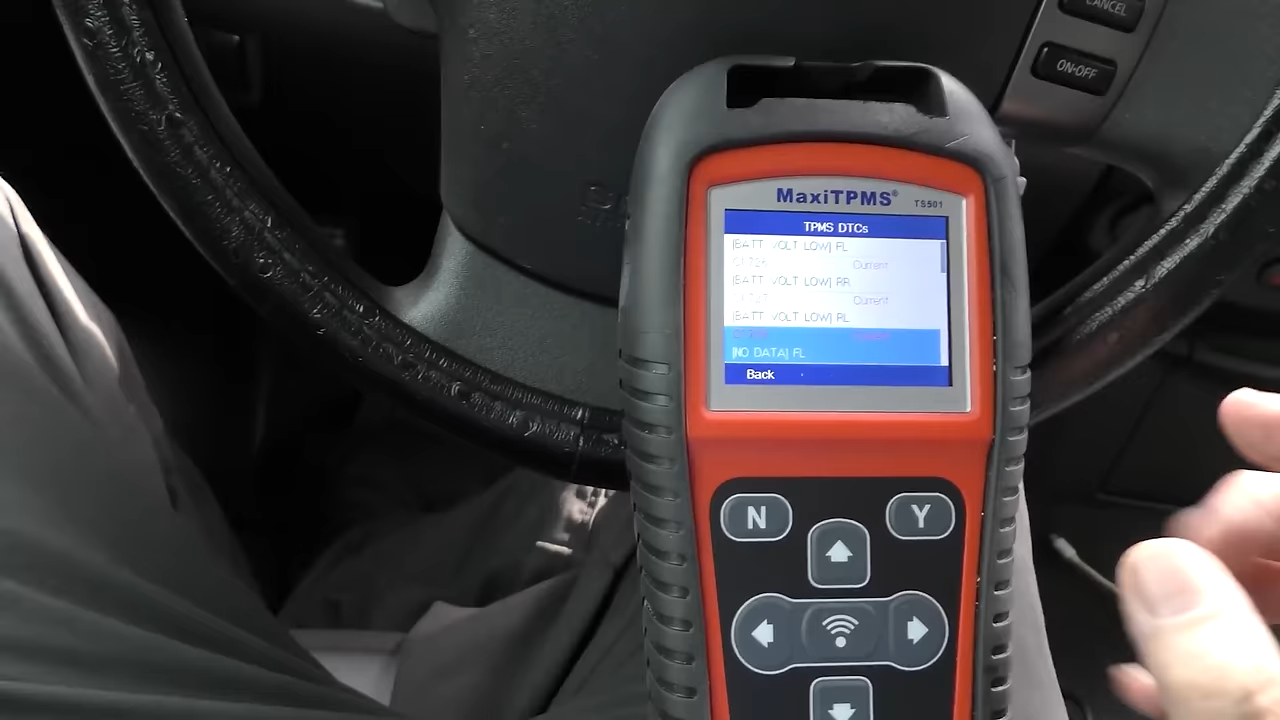 CANCEL
ON·OFF
MaxiTPMS®
TS501
TPMS DTCs
[BATT VOLT LOW] FL
Current
[BATT VOLT LOW] RR
Current
[BATT VOLT LOW] RL
[NO DATA] FL
Back
N
Y